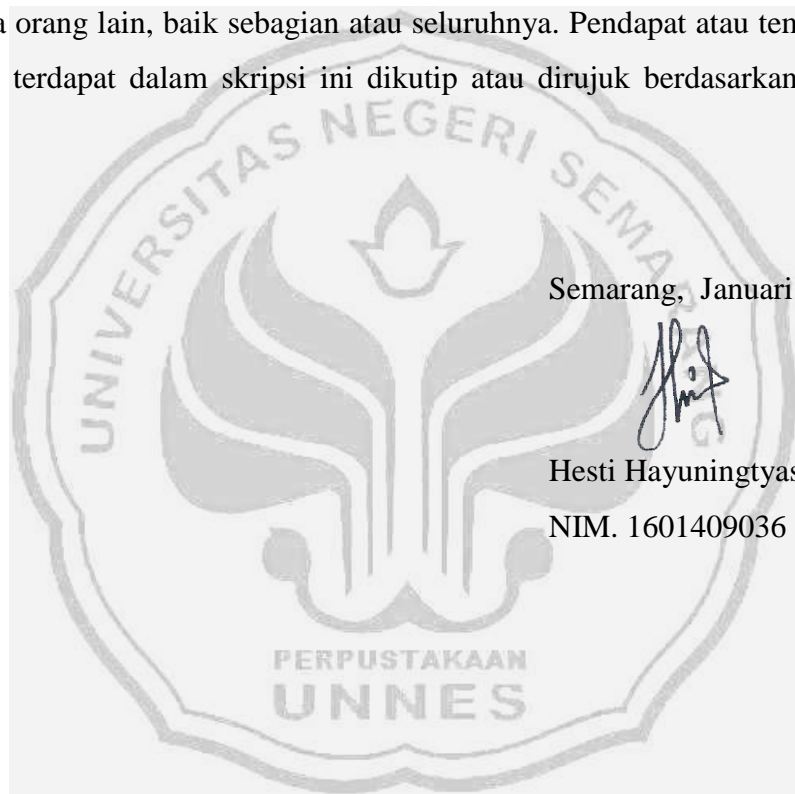 a orang lain, baik sebagian atau seluruhnya. Pendapat atau tem
terdapat dalam skripsi ini dikutip atau dirujuk berdasarkan
UNIVERSITAS NEGERI SEMARANG
Semarang, Januari
Hesti Hayuningtyas
NIM. 1601409036
PERPUSTAKAAN
UNNES